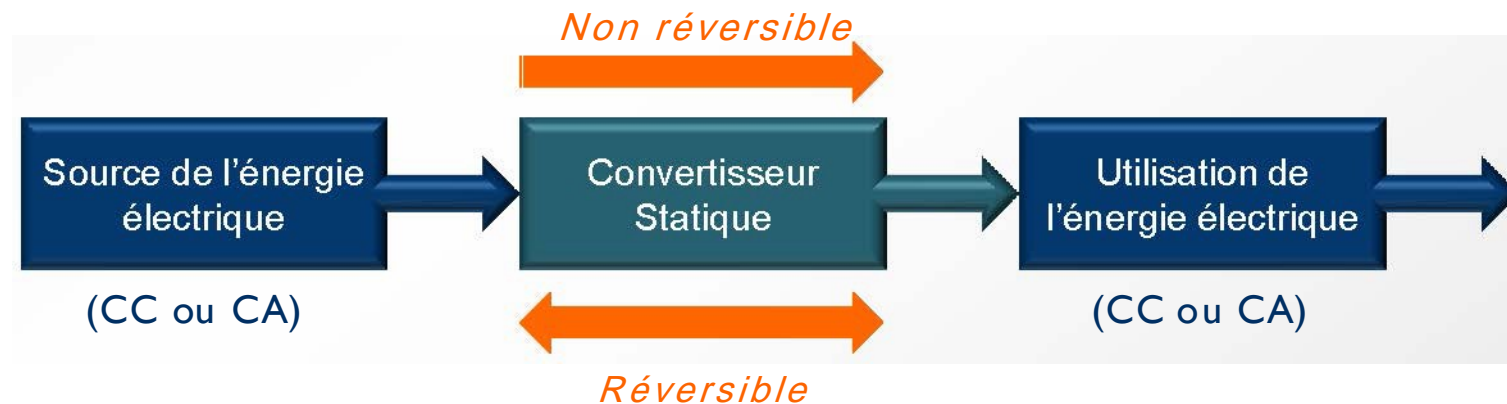 Non réversible
Source de l'énergie
électrique
Convertisseur
Statique
Utilisation de
l'énergie électrique
(CC ou CA)
(CC ou CA)
Réversible